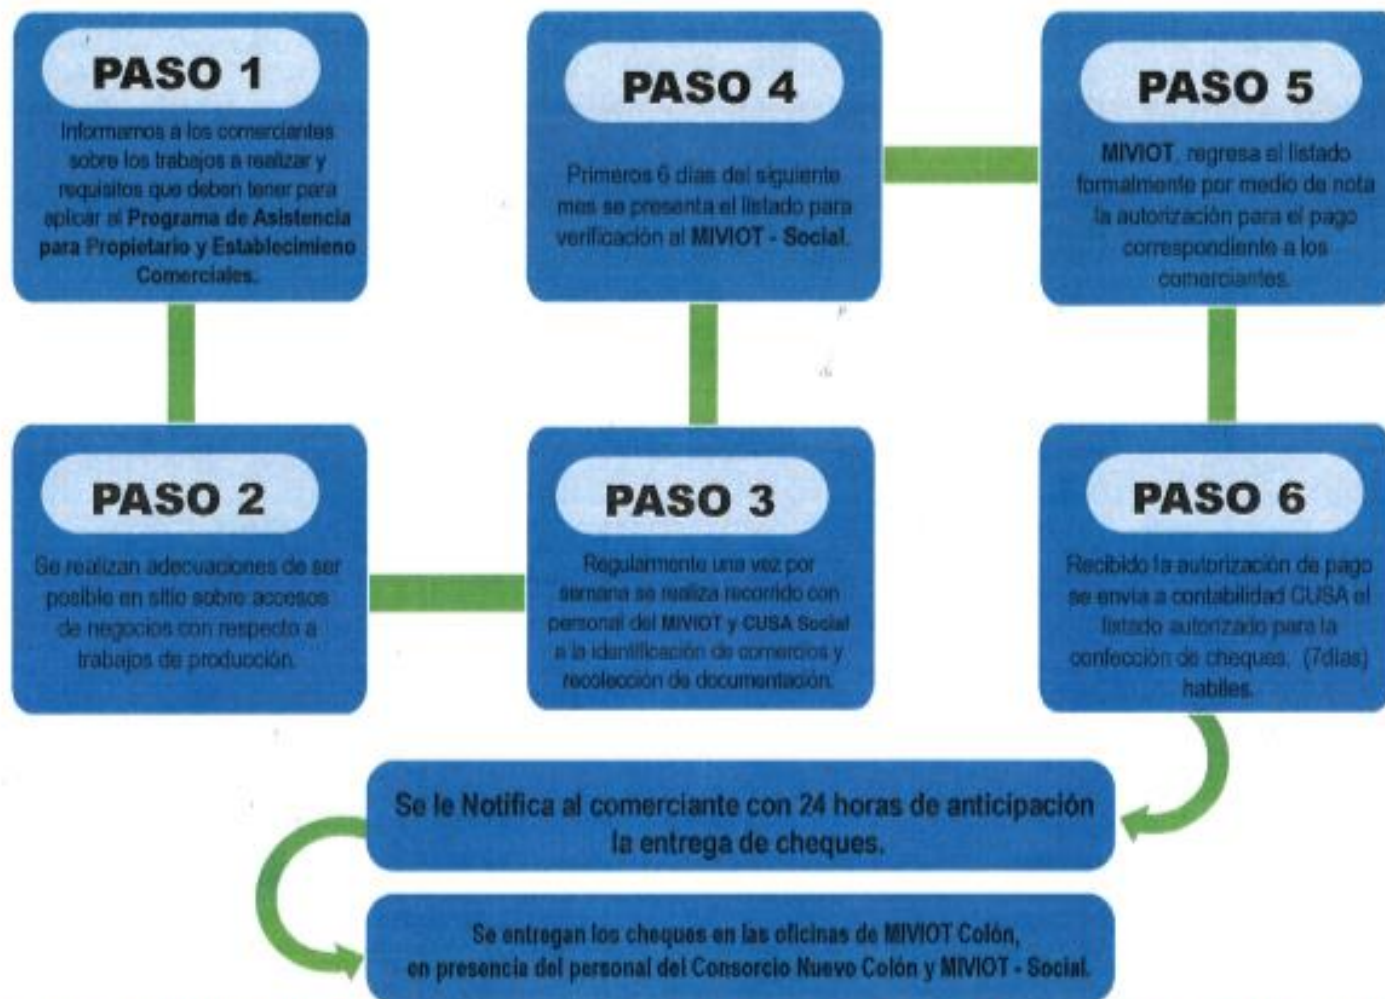 PASO 1
Informamos a los comerciantes
sobre los trabajos a realizar y
requisitos que deben tener para
aplicar al Programa de Asistencia
para Propietario y Establecimieno
Comerciales.
PASO 2
Se realizan adecuaciones de ser
posible en sitio sobre accesos
de negocios con respecto a
trabajos de producción.
PASO 3
Regularmente una vez por
semana se realiza recorrido con
personal del MIVIOT y CUSA Social
a la identificación de comercios y
recolección de documentación.
PASO 4
Primeros 6 días del siguiente
mes se presenta el listado para
verificación al MIVIOT - Social.
PASO 5
MIVIOT, regresa el listado
formalmente por medio de nota
la autorización para el pago
correspondiente a los
comerciantes.
PASO 6
Recibido la autorización de pago
se envía a contabilidad CUSA el
listado autorizado para la
confección de cheques, (7días)
habiles.
Se le Notifica al comerciante con 24 horas de anticipación
la entrega de cheques.
Se entregan los cheque en las oficinas de MIVIOT Colón,
en presencia del personal del Consorcio Nuevo Colón y MIVIOT - Social.